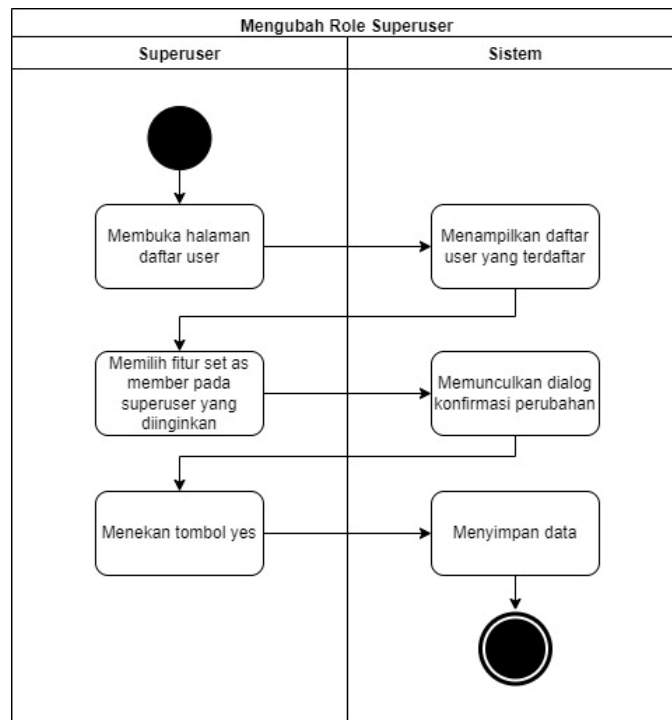 Mengubah Role Superuser
Superuser
Sistem
Membuka halaman
daftar user
Menampilkan daftar
user yang terdaftar
Memilih fitur set as
member pada
superuser yang
diinginkan
Memunculkan dialog
konfirmasi perubahan
Menekan tombol yes
Menyimpan data